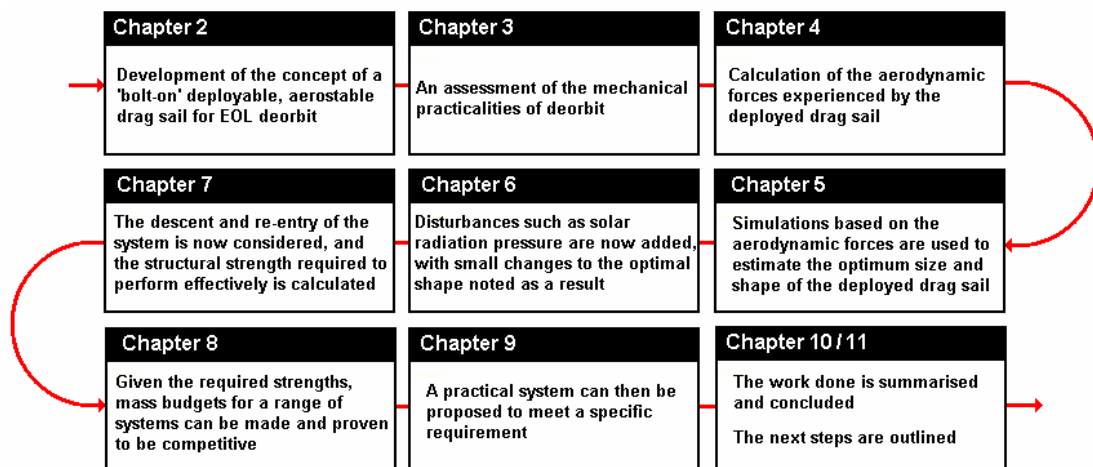 Chapter 2
Development of the concept of a
'bolt-on' deployable, aerostable
drag sail for EOL deorbit
Chapter 3
An assessment of the mechanical
practicalities of deorbit
Chapter 4
Calculation of the aerodynamic
forces experienced by the
deployed drag sail
Chapter 5
Simulations based on the
aerodynamic forces are used to
estimate the optimum size and
shape of the deployed drag sail
Chapter 6
Disturbances such as solar
radiation pressure are now added,
with small changes to the optimal
shape noted as a result
Chapter 7
The descent and re-entry of the
system is now considered, and
the structural strength required to
perform effectively is calculated
Chapter 8
Given the required strengths,
mass budgets for a range of
systems can be made and proven
to be competitive
Chapter 9
A practical system can then be
proposed to meet a specific
requirement
Chapter 10 / 11
The work done is summarised
and concluded
The next steps are outlined